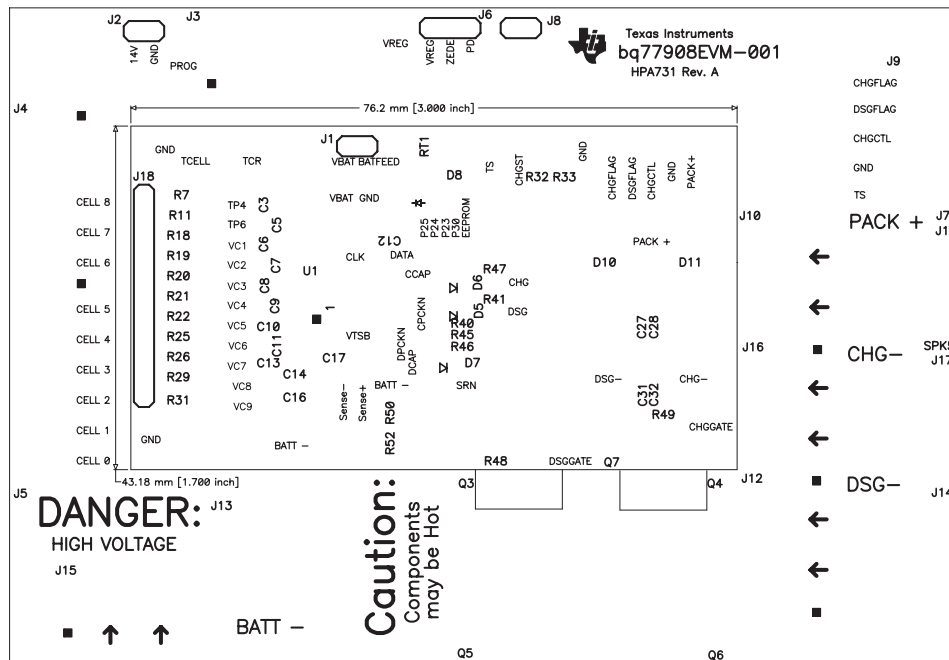 J2
J3
J6
J8
14V
GND
PROG
VREG
VREG
ZEDE
PD
Texas Instruments
bq77908EVM-001
HPA731 Rev. A
J9
CHGFLAG
DSGFLAG
CHGCTL
GND
TS
J4
76.2 mm [3.000 inch]
J1
GND
TCELL
TCR
VBAT BATFEED
RT1
D8
TS
CHGST
R32 R33
GND
CHGFLAG
DSGFLAG
CHGCTL
GND
PACK+
J18
CELL 8
CELL 7
CELL 6
CELL 5
CELL 4
CELL 3
CELL 2
CELL 1
CELL 0
R7
R11
R18
R19
R20
R21
R22
R25
R26
R29
R31
GND
TP4
TP6
VC1
VC2
VC3
VC4
VC5
VC6
VC7
VC8
VC9
C3
C5
C6
C7
C8
C9
C10
C11
C13
C14
C16
C17
U1
1
VBAT GND
CLK
C12
DATA
CCAP
P25
P24
P23
P30
EEPROM
VTSB
CPCKN
DPCKN
DCAP
R47
D6
CHG
R41
D5
DSG
R40
R45
R46
D7
SRN
BATT -
Sense-
Sense+
R50
R52
BATT -
PACK +
D10
D11
C27
C28
DSG-
CHG-
C31
C32
R49
CHGGATE
R48
DSGGATE
Q7
J10
J16
J12
PACK +
J7
J1
CHG-
SPK5
J17
DSG-
J14
J5
43.18 mm [1.700 inch]
J13
DANGER:
HIGH VOLTAGE
J15
BATT -
Caution:
Components
may be Hot
Q3
Q4
Q5
Q6